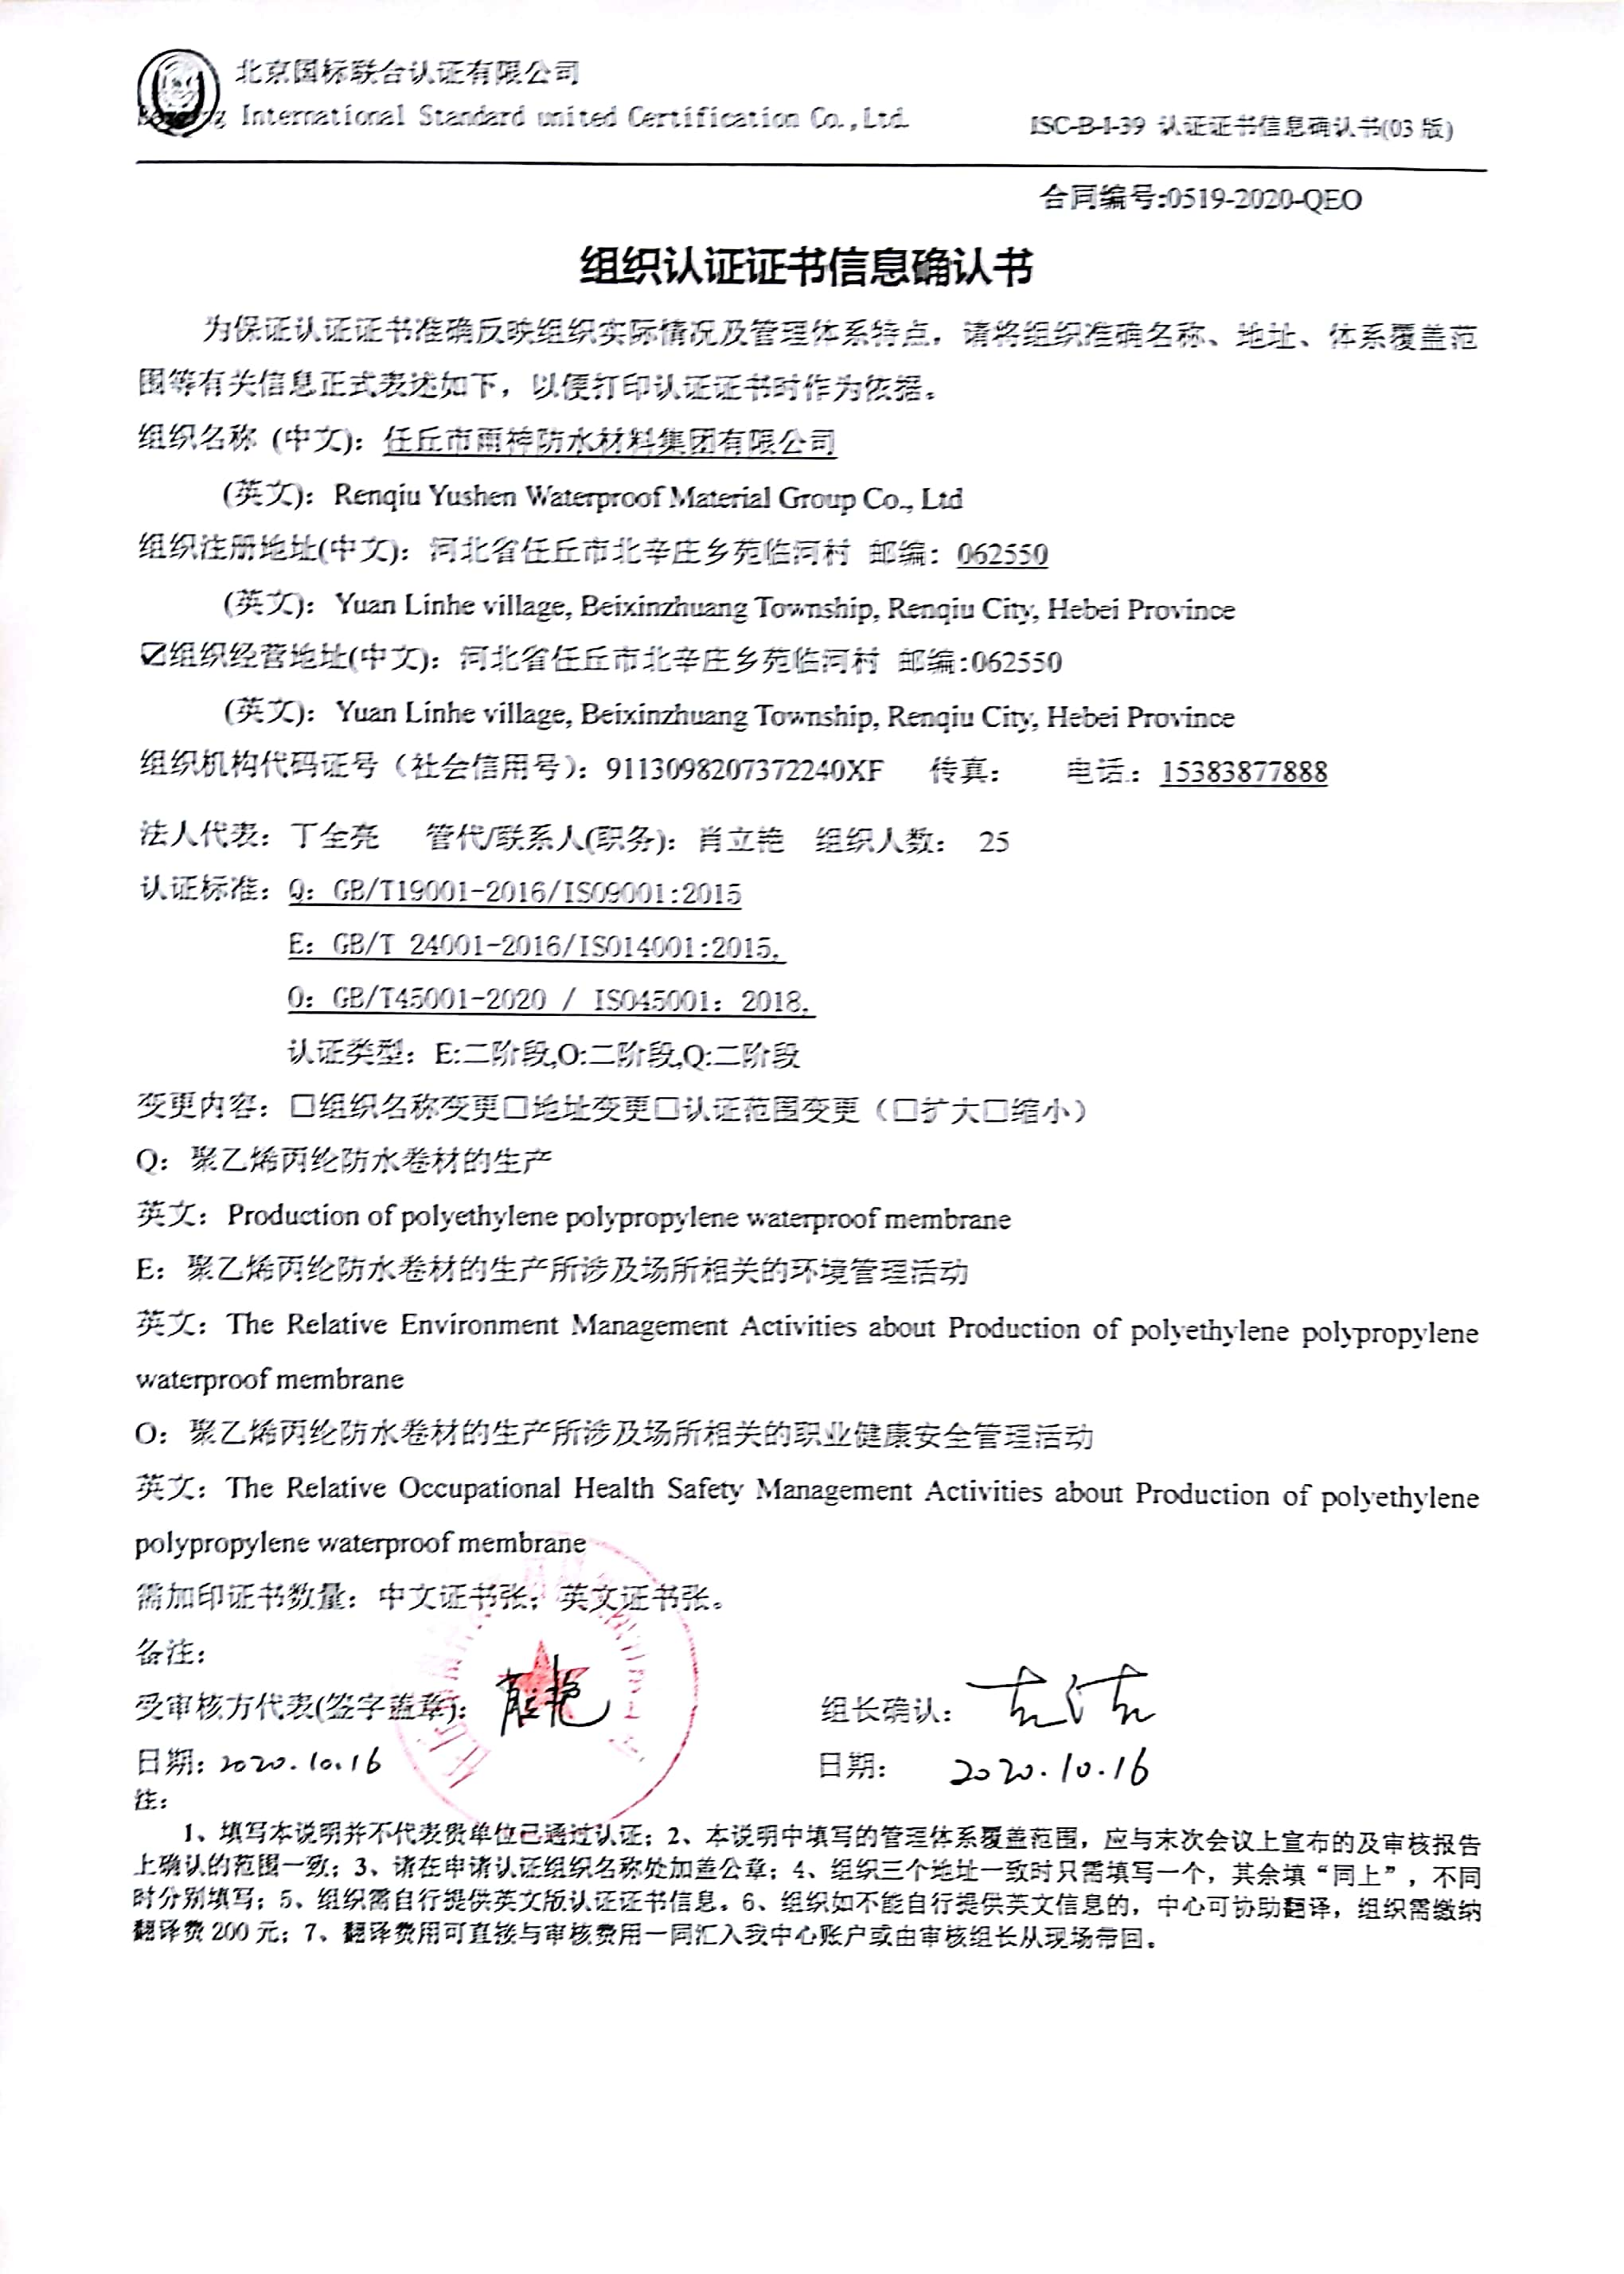 北京国标联合认证有限公司
Beijing International Standard united Certification Co.,Ltd.
ISC-B-I-39 认证证书信息确认书(03 版)
合同编号:0519-2020-QEO
组织认证证书信息确认书
为保证认证证书准确反映组织实际情况及管理体系特点，请将组织准确名称、地址、体系覆盖范
围等有关信息正式表述如下，以便打印认证证书时作为依据。
组织名称 (中文)：任丘市雨神防水材料集团有限公司
(英文)：Renqiu Yushen Waterproof Material Group Co., Ltd
组织注册地址(中文)：河北省任丘市北辛庄乡苑临河村 邮编：062550
(英文)：Yuan Linhe village, Beixinzhuang Township, Renqiu City, Hebei Province
☑组织经营地址(中文)：河北省任丘市北辛庄乡苑临河村 邮编:062550
(英文)：Yuan Linhe village, Beixinzhuang Township, Renqiu City, Hebei Province
组织机构代码证号（社会信用号）：9113098207372240XF 传真： 电话：15383877888
法人代表：丁全亮 管代/联系人(职务)：肖立艳 组织人数： 25
认证标准：Q：GB/T19001-2016/ISO9001:2015
E：GB/T 24001-2016/ISO14001:2015.
O：GB/T45001-2020 / ISO45001：2018.
认证类型：E:二阶段,O:二阶段,Q:二阶段
变更内容：□组织名称变更□地址变更□认证范围变更（□扩大□缩小）
Q：聚乙烯丙纶防水卷材的生产
英文：Production of polyethylene polypropylene waterproof membrane
E：聚乙烯丙纶防水卷材的生产所涉及场所相关的环境管理活动
英文：The Relative Environment Management Activities about Production of polyethylene polypropylene
waterproof membrane
O：聚乙烯丙纶防水卷材的生产所涉及场所相关的职业健康安全管理活动
英文：The Relative Occupational Health Safety Management Activities about Production of polyethylene
polypropylene waterproof membrane
需加印证书数量：中文证书张；英文证书张。
备注：
受审核方代表(签字盖章)：肖立艳 组长确认：
日期：2020.10.16 日期： 2020.10.16
注：
1、填写本说明并不代表贵单位已通过认证；2、本说明中填写的管理体系覆盖范围，应与末次会议上宣布的及审核报告
上确认的范围一致；3、请在申请认证组织名称处加盖公章；4、组织三个地址一致时只需填写一个，其余填“同上”，不同
时分别填写；5、组织需自行提供英文版认证证书信息。6、组织如不能自行提供英文信息的，中心可协助翻译，组织需缴纳
翻译费 200 元；7、翻译费用可直接与审核费用一同汇入我中心账户或由审核组长从现场带回。